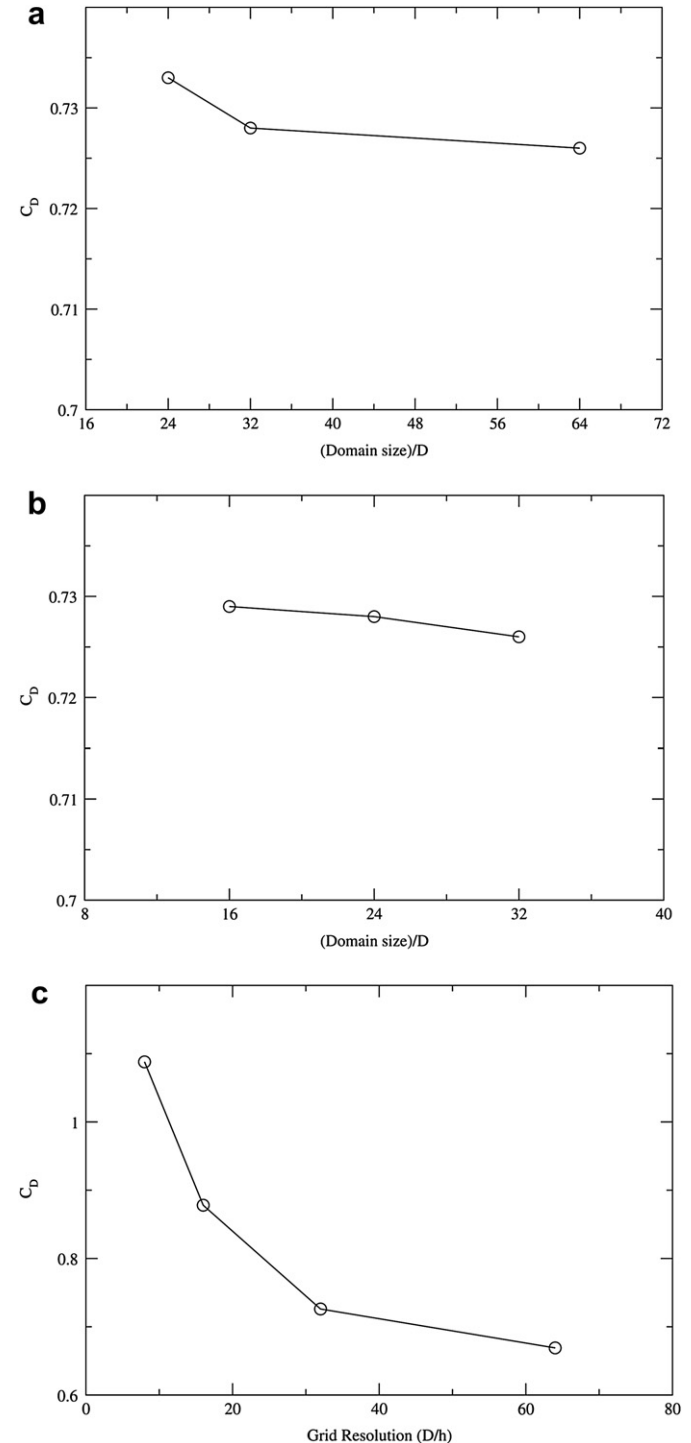 a
0.73
0.72
0.71
0.7
C_D
16 24 32 40 48 56 64 72
(Domain size)/D
b
0.73
0.72
0.71
0.7
C_D
8 16 24 32 40
(Domain size)/D
c
1
0.8
0.6
C_D
0 20 40 60 80
Grid Resolution (D/h)